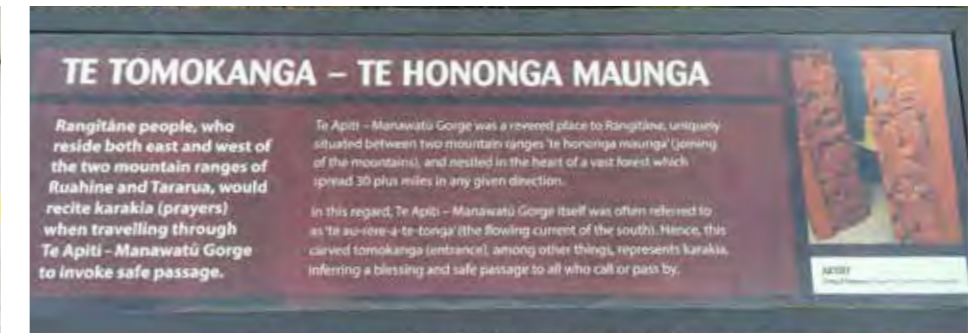 TE TOMOKANGA – TE HONONGA MAUNGA
Rangitāne people, who
reside both east and west of
the two mountain ranges of
Ruahine and Tararua, would
recite karakia (prayers)
when travelling through
Te Apiti – Manawatū Gorge
to invoke safe passage.
Te Apiti – Manawatū Gorge was a revered place to Rangitāne, uniquely
situated between two mountain ranges 'te hononga maunga' (joining
of the mountains), and nestled in the heart of a vast forest which
spread 30 plus miles in any given direction.
In this regard, Te Apiti – Manawatū Gorge itself was often referred to
as 'te au-rere-a-te-tonga' (the flowing current of the south). Hence, this
carved tomokanga (entrance), among other things, represents karakia,
inferring a blessing and safe passage to all who call or pass by.